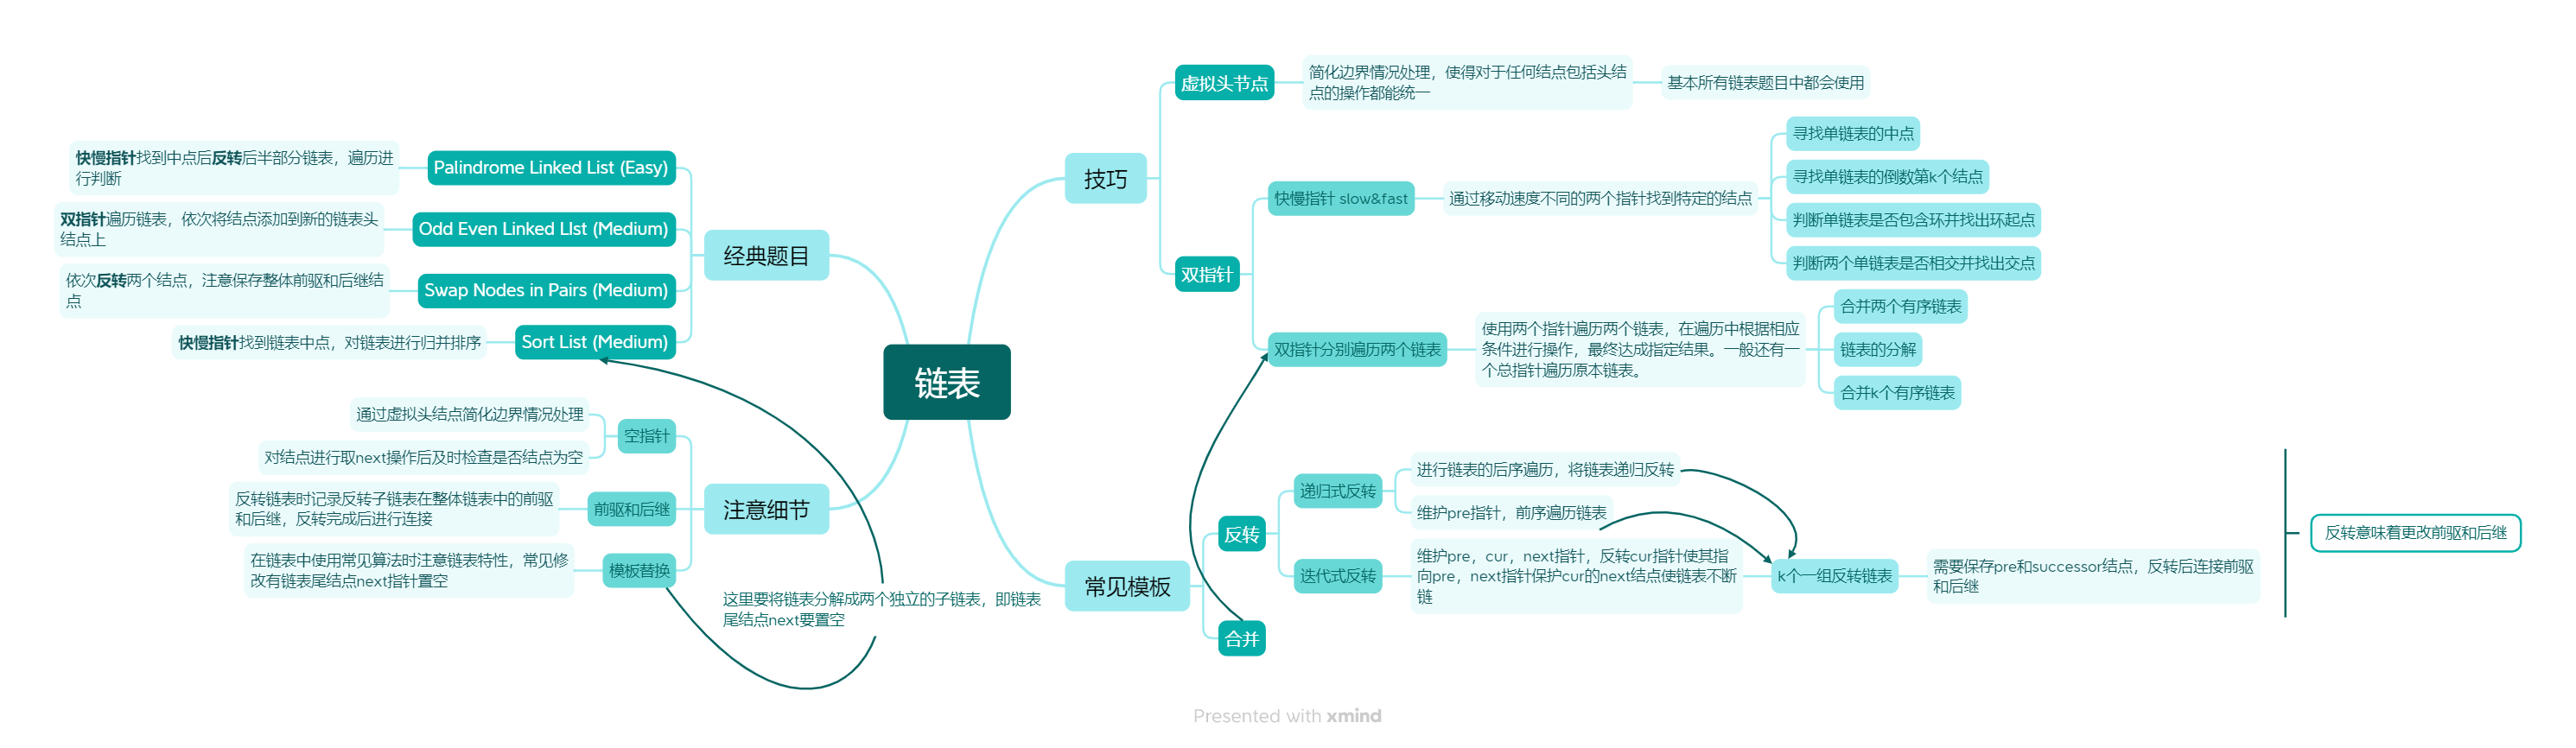 链表
技巧
虚拟头节点
简化边界情况处理，使得对于任何结点包括头结
点的操作都能统一
基本所有链表题目中都会使用
双指针
快慢指针 slow&fast
通过移动速度不同的两个指针找到特定的结点
寻找单链表的中点
寻找单链表的倒数第k个结点
判断单链表是否包含环并找出环起点
判断两个单链表是否相交并找出交点
双指针分别遍历两个链表
使用两个指针遍历两个链表，在遍历中根据相应
条件进行操作，最终达成指定结果。一般还有一
个总指针遍历原本链表。
合并两个有序链表
链表的分解
合并k个有序链表
常见模板
反转
递归式反转
进行链表的后序遍历，将链表递归反转
维护pre指针，前序遍历链表
迭代式反转
维护pre，cur，next指针，反转cur指针使其指
向pre，next指针保护cur的next结点使链表不断
链
k个一组反转链表
需要保存pre和successor结点，反转后连接前驱
和后继
反转意味着更改前驱和后继
合并
经典题目
Palindrome Linked List (Easy)
快慢指针找到中点后反转后半部分链表，遍历进
行判断
Odd Even Linked LIst (Medium)
双指针遍历链表，依次将结点添加到新的链表头
结点上
Swap Nodes in Pairs (Medium)
依次反转两个结点，注意保存整体前驱和后继结
点
Sort List (Medium)
快慢指针找到链表中点，对链表进行归并排序
注意细节
空指针
通过虚拟头结点简化边界情况处理
对结点进行取next操作后及时检查是否结点为空
前驱和后继
反转链表时记录反转子链表在整体链表中的前驱
和后继，反转完成后进行连接
模板替换
在链表中使用常见算法时注意链表特性，常见修
改有链表尾结点next指针置空
这里要将链表分解成两个独立的子链表，即链表
尾结点next要置空
Presented with xmind